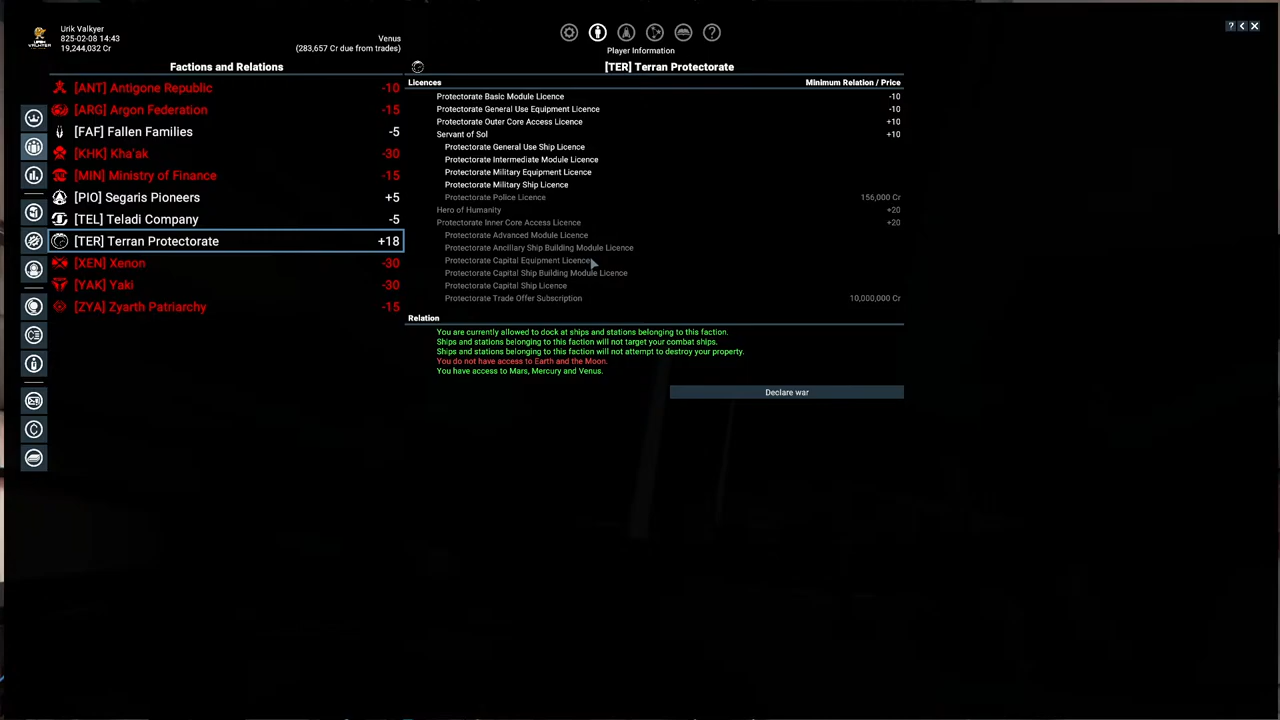 Urik Valkyer
825-02-08 14:43
19,244,032 Cr
Venus
(283,657 Cr due from trades)
Player Information
? < X
Factions and Relations
[ANT] Antigone Republic -10
[ARG] Argon Federation -15
[FAF] Fallen Families -5
[KHK] Kha'ak -30
[MIN] Ministry of Finance -15
[PIO] Segaris Pioneers +5
[TEL] Teladi Company -5
[TER] Terran Protectorate +18
[XEN] Xenon -30
[YAK] Yaki -30
[ZYA] Zyarth Patriarchy -15
[TER] Terran Protectorate
Licences Minimum Relation / Price
Protectorate Basic Module Licence -10
Protectorate General Use Equipment Licence -10
Protectorate Outer Core Access Licence +10
Servant of Sol +10
Protectorate General Use Ship Licence
Protectorate Intermediate Module Licence
Protectorate Military Equipment Licence
Protectorate Military Ship Licence
Protectorate Police Licence 156,000 Cr
Hero of Humanity +20
Protectorate Inner Core Access Licence +20
Protectorate Advanced Module Licence
Protectorate Ancillary Ship Building Module Licence
Protectorate Capital Equipment Licence
Protectorate Capital Ship Building Module Licence
Protectorate Capital Ship Licence
Protectorate Trade Offer Subscription 10,000,000 Cr
Relation
You are currently allowed to dock at ships and stations belonging to this faction.
Ships and stations belonging to this faction will not target your combat ships.
Ships and stations belonging to this faction will not attempt to destroy your property.
You do not have access to Earth and the Moon.
You have access to Mars, Mercury and Venus.
Declare war